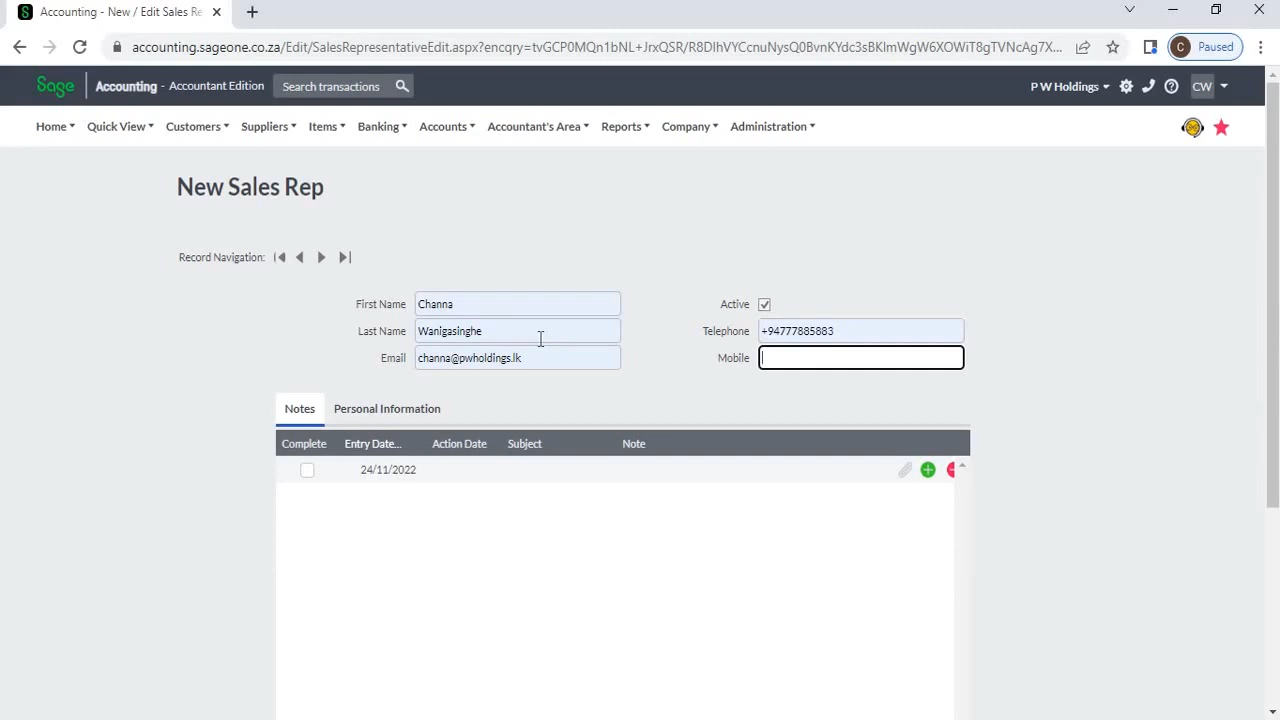 Accounting - New / Edit Sales Re
accounting.sageone.co.za/Edit/SalesRepresentativeEdit.aspx?encqry=tvGCP0MQn1bNL+JrxQSR/R8DlhVYCcnuNysQ0BvnKYdc3sBKlmWgW6XOWiT8gTVNcAg7X...
C Paused
Sage Accounting - Accountant Edition Search transactions P W Holdings CW
Home Quick View Customers Suppliers Items Banking Accounts Accountant's Area Reports Company Administration
New Sales Rep
Record Navigation:
First Name Channa Active
Last Name Wanigasinghe Telephone +94777885883
Email channa@pwholdings.lk Mobile
Notes Personal Information
Complete Entry Date... Action Date Subject Note
24/11/2022